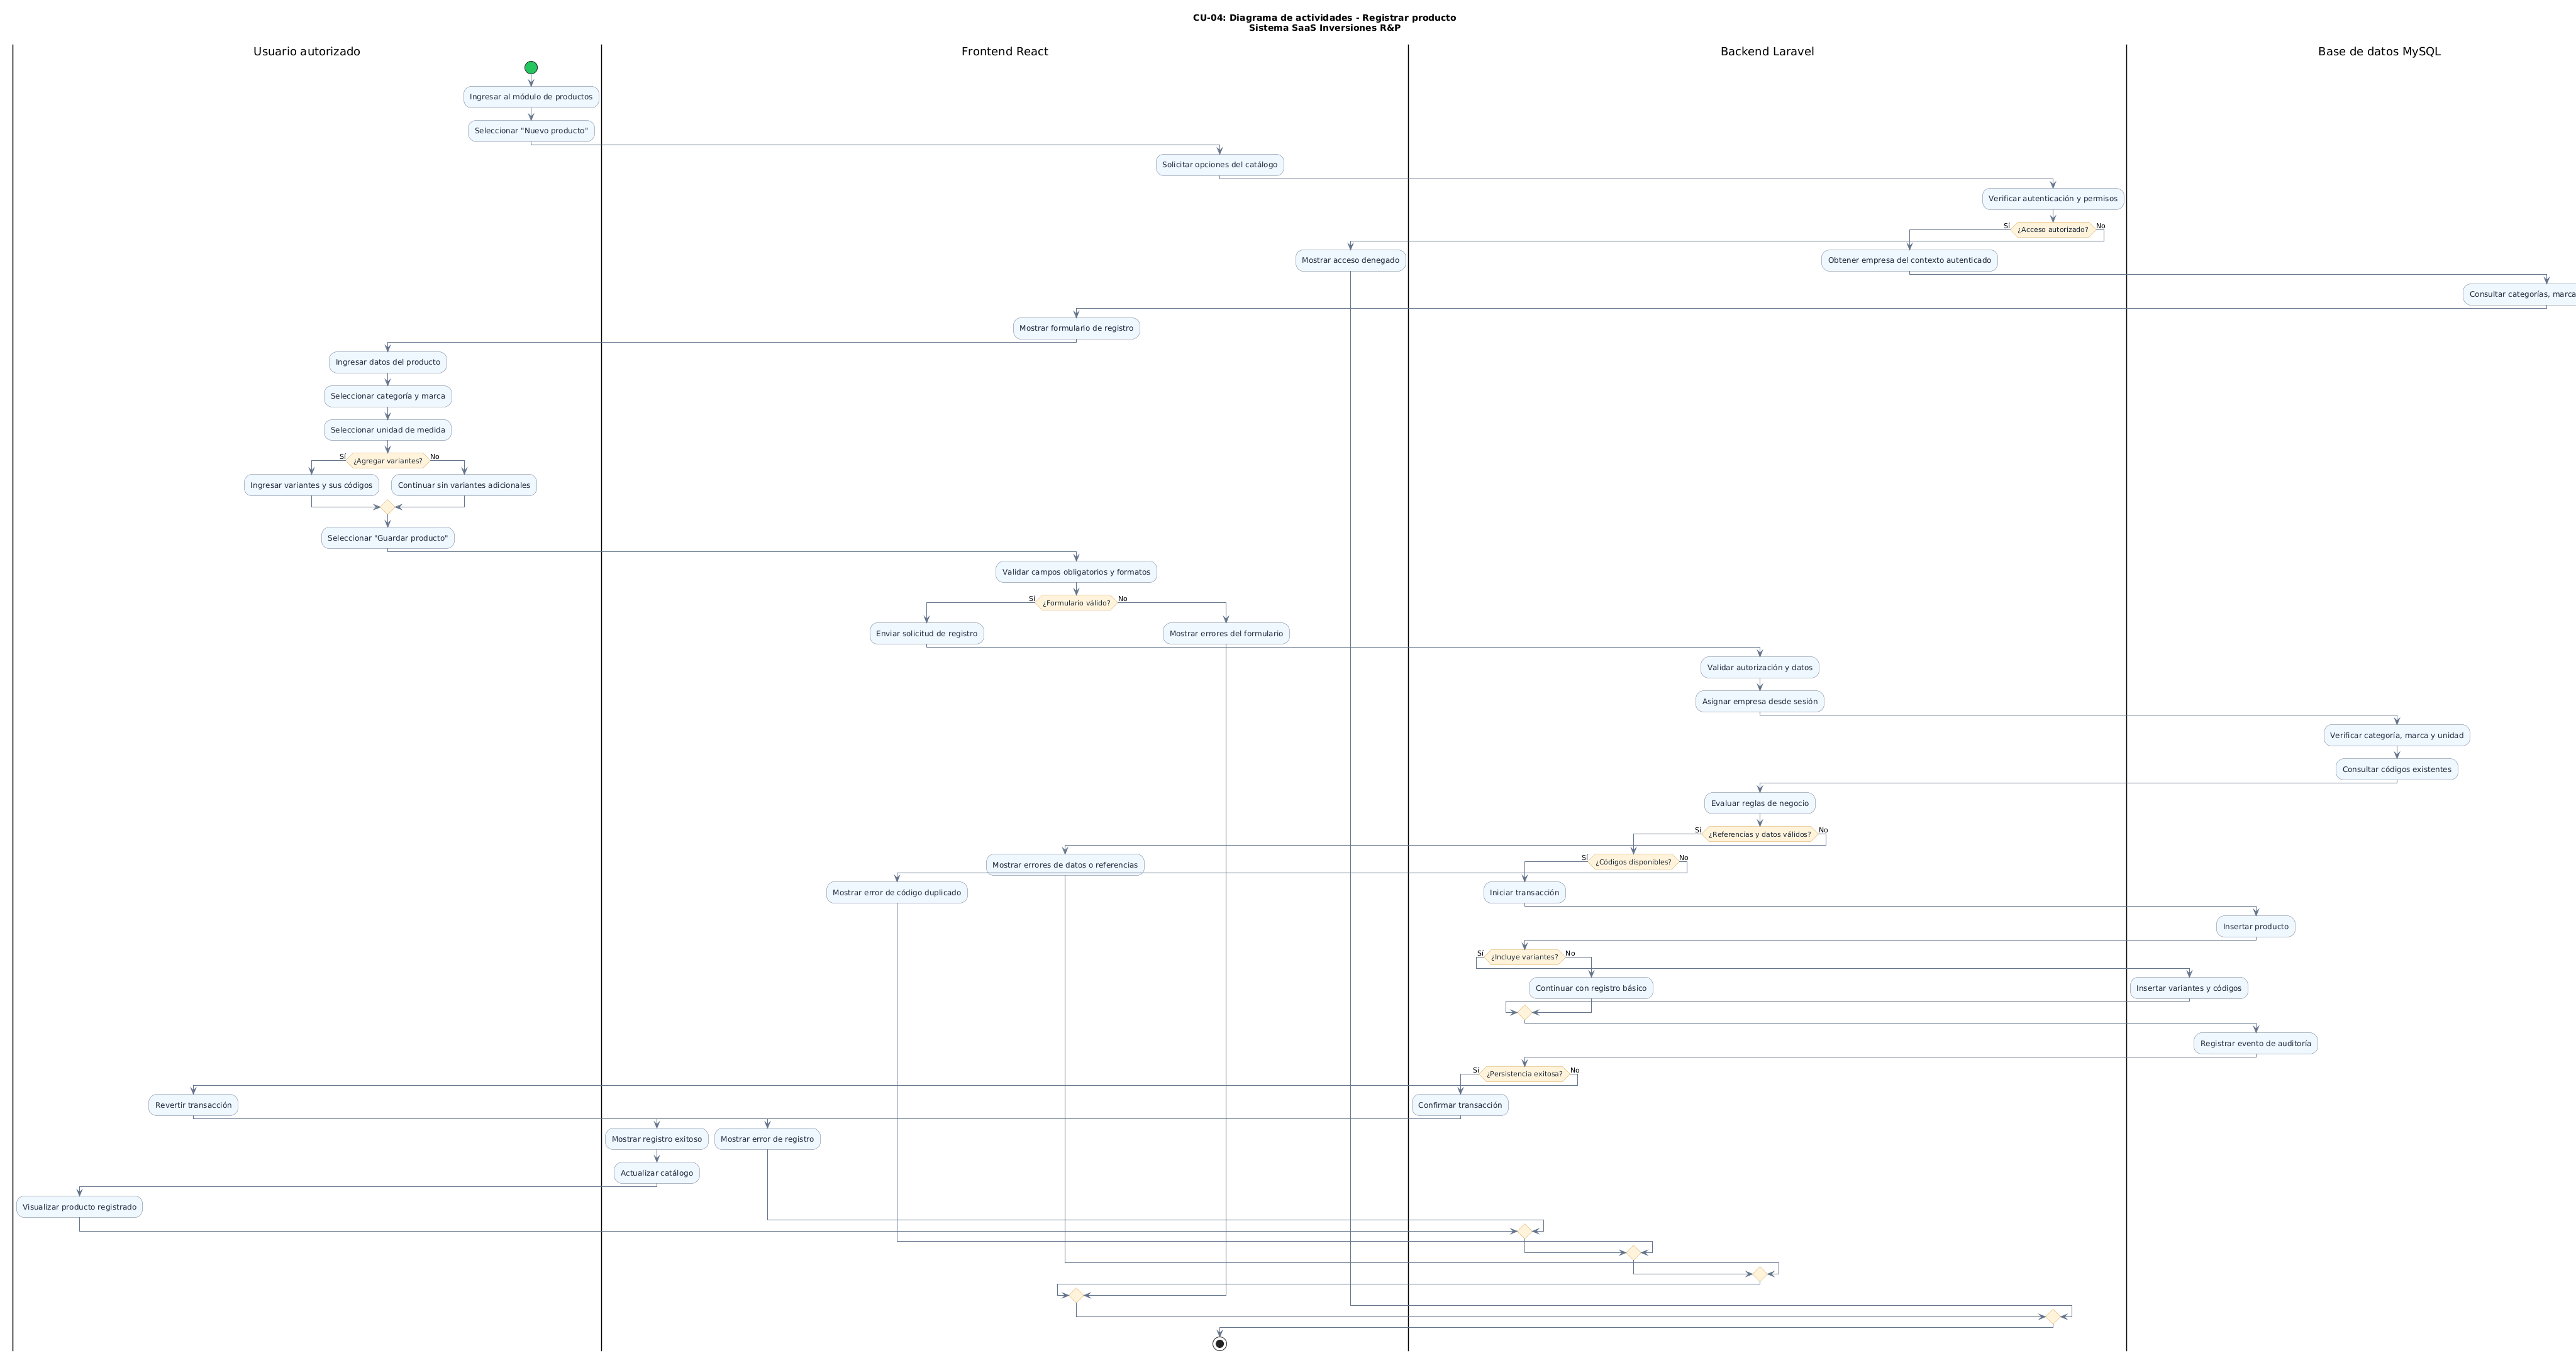 CU-04: Diagrama de actividades - Registrar producto
Sistema SaaS Inversiones R&P
Usuario autorizado
Frontend React
Backend Laravel
Base de datos MySQL
Ingresar al módulo de productos
Seleccionar "Nuevo producto"
Solicitar opciones del catálogo
Verificar autenticación y permisos
Sí
¿Acceso autorizado?
No
Mostrar acceso denegado
Obtener empresa del contexto autenticado
Consultar categorías, marca
Mostrar formulario de registro
Ingresar datos del producto
Seleccionar categoría y marca
Seleccionar unidad de medida
Sí
¿Agregar variantes?
No
Ingresar variantes y sus códigos
Continuar sin variantes adicionales
Seleccionar "Guardar producto"
Validar campos obligatorios y formatos
Sí
¿Formulario válido?
No
Enviar solicitud de registro
Mostrar errores del formulario
Validar autorización y datos
Asignar empresa desde sesión
Verificar categoría, marca y unidad
Consultar códigos existentes
Evaluar reglas de negocio
Sí
¿Referencias y datos válidos?
No
Mostrar errores de datos o referencias
Sí
¿Códigos disponibles?
No
Mostrar error de código duplicado
Iniciar transacción
Insertar producto
Sí
¿Incluye variantes?
No
Continuar con registro básico
Insertar variantes y códigos
Registrar evento de auditoría
Sí
¿Persistencia exitosa?
No
Revertir transacción
Confirmar transacción
Mostrar registro exitoso
Mostrar error de registro
Actualizar catálogo
Visualizar producto registrado